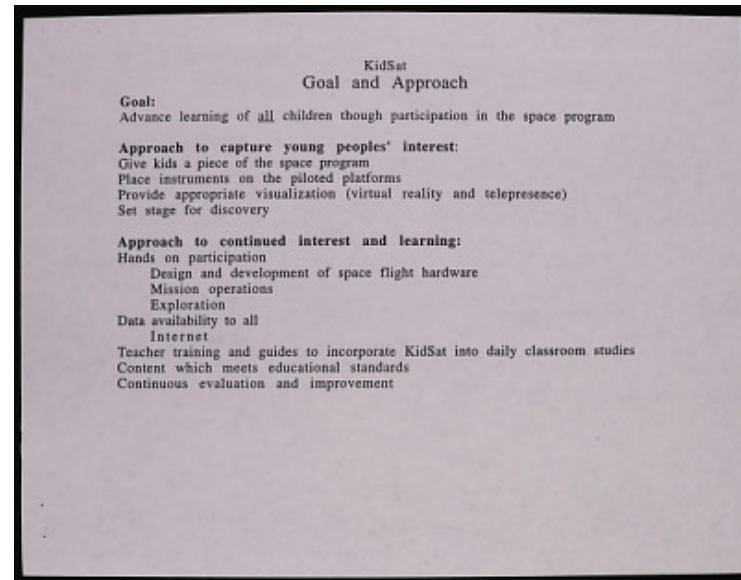 KidSat
Goal and Approach
Goal:
Advance learning of all children though participation in the space program
Approach to capture young peoples' interest:
Give kids a piece of the space program
Place instruments on the piloted platforms
Provide appropriate visualization (virtual reality and telepresence)
Set stage for discovery
Approach to continued interest and learning:
Hands on participation
Design and development of space flight hardware
Mission operations
Exploration
Data availability to all
Internet
Teacher training and guides to incorporate KidSat into daily classroom studies
Content which meets educational standards
Continuous evaluation and improvement